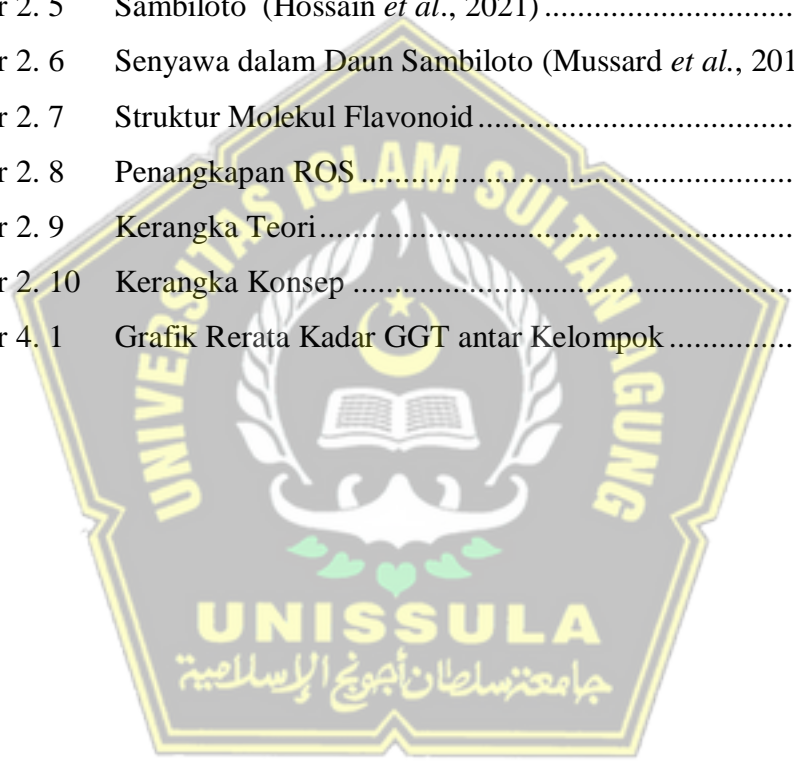 r 2. 5 Sambiloto (Hossain et al., 2021) ................................
r 2. 6 Senyawa dalam Daun Sambiloto (Mussard et al., 201
r 2. 7 Struktur Molekul Flavonoid ........................................
r 2. 8 Penangkapan ROS ......................................................
r 2. 9 Kerangka Teori ............................................................
r 2. 10 Kerangka Konsep ........................................................
r 4. 1 Grafik Rerata Kadar GGT antar Kelompok ................
UNIVERSITAS ISLAM SULTAN AGUNG
UNISSULA
جامعتنسلطان أجونج الإسلامية